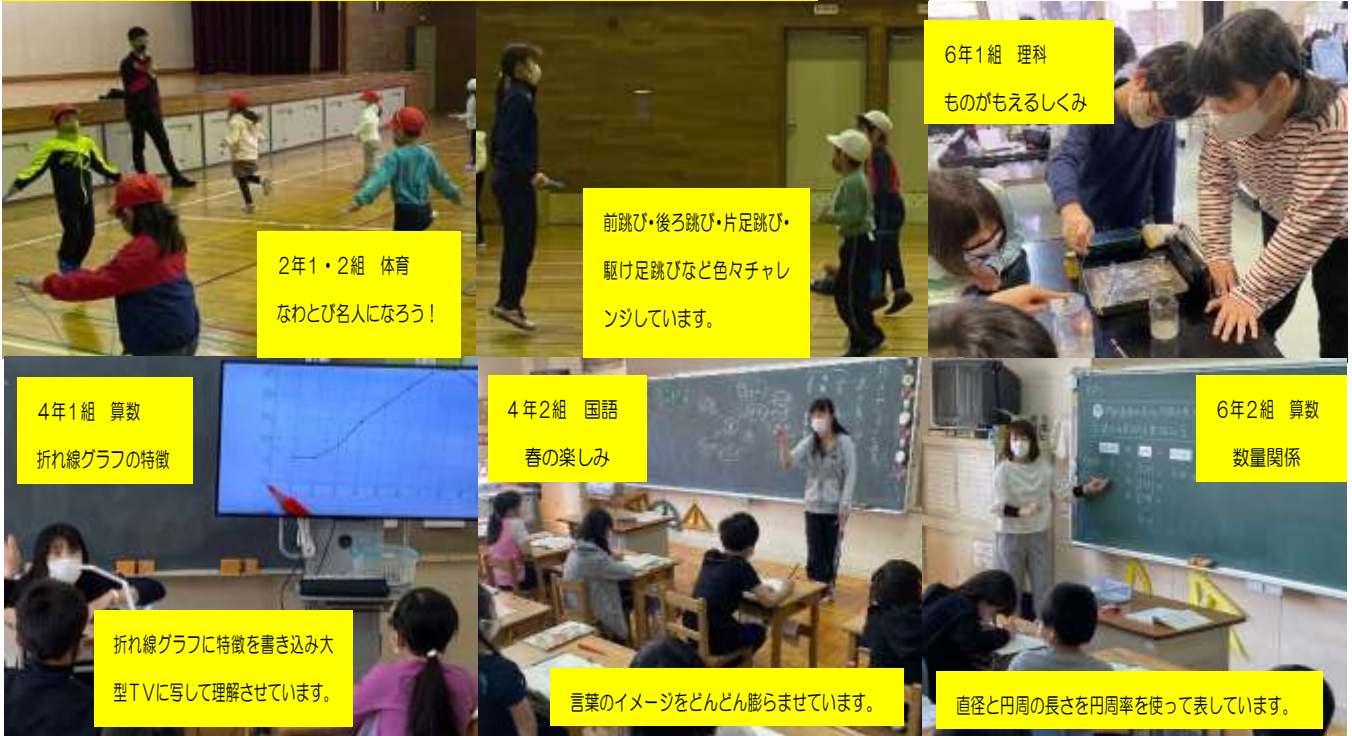 2年1・2組 体育
なわとび名人になろう！
前跳び・後ろ跳び・片足跳び・
駆け足跳びなど色々チャレ
ンジしています。
6年1組 理科
ものがもえるしくみ
4年1組 算数
折れ線グラフの特徴
折れ線グラフに特徴を書き込み大
型TVに写して理解させています。
4年2組 国語
春の楽しみ
言葉のイメージをどんどん膨らませています。
6年2組 算数
数量関係
直径と円周の長さを円周率を使って表しています。